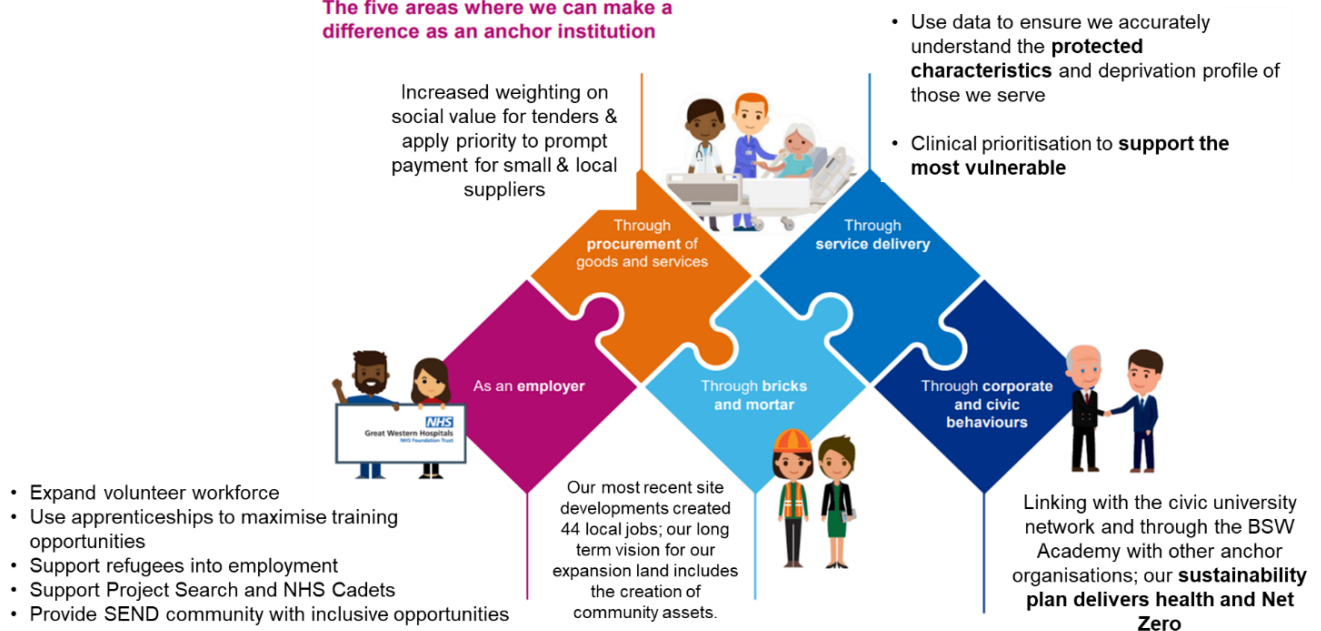 The five areas where we can make a
difference as an anchor institution
Increased weighting on
social value for tenders &
apply priority to prompt
payment for small & local
suppliers
• Use data to ensure we accurately
understand the protected
characteristics and deprivation profile of
those we serve
• Clinical prioritisation to support the
most vulnerable
Through
procurement of
goods and services
Through
service delivery
As an employer
Through bricks
and mortar
Through corporate
and civic
behaviours
NHS
Great Western Hospitals
NHS Foundation Trust
• Expand volunteer workforce
• Use apprenticeships to maximise training
opportunities
• Support refugees into employment
• Support Project Search and NHS Cadets
• Provide SEND community with inclusive opportunities
Our most recent site
developments created
44 local jobs; our long
term vision for our
expansion land includes
the creation of
community assets.
Linking with the civic university
network and through the BSW
Academy with other anchor
organisations; our sustainability
plan delivers health and Net
Zero